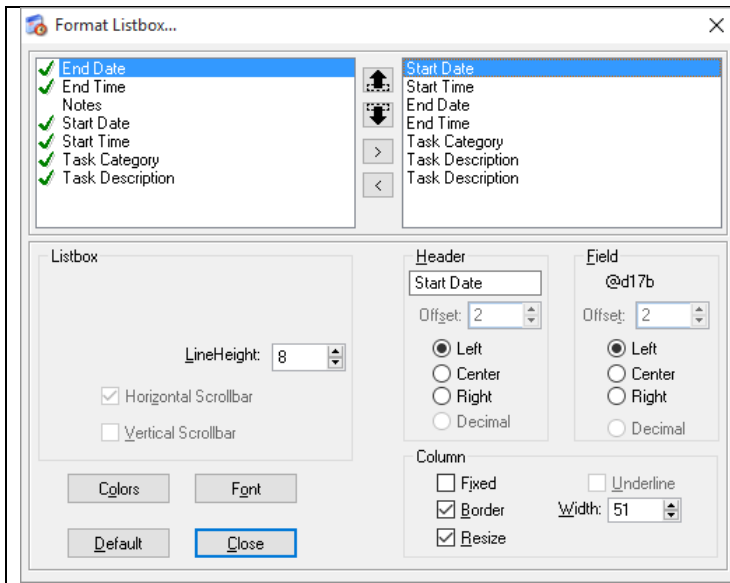 Format Listbox...
End Date
End Time
Notes
Start Date
Start Time
Task Category
Task Description
>
<
Start Date
Start Time
End Date
End Time
Task Category
Task Description
Task Description
Listbox
LineHeight: 8
Horizontal Scrollbar
Vertical Scrollbar
Colors Font
Default Close
Header
Start Date
Offset: 2
Left
Center
Right
Decimal
Field
@d17b
Offset: 2
Left
Center
Right
Decimal
Column
Fixed Underline
Border Width: 51
Resize